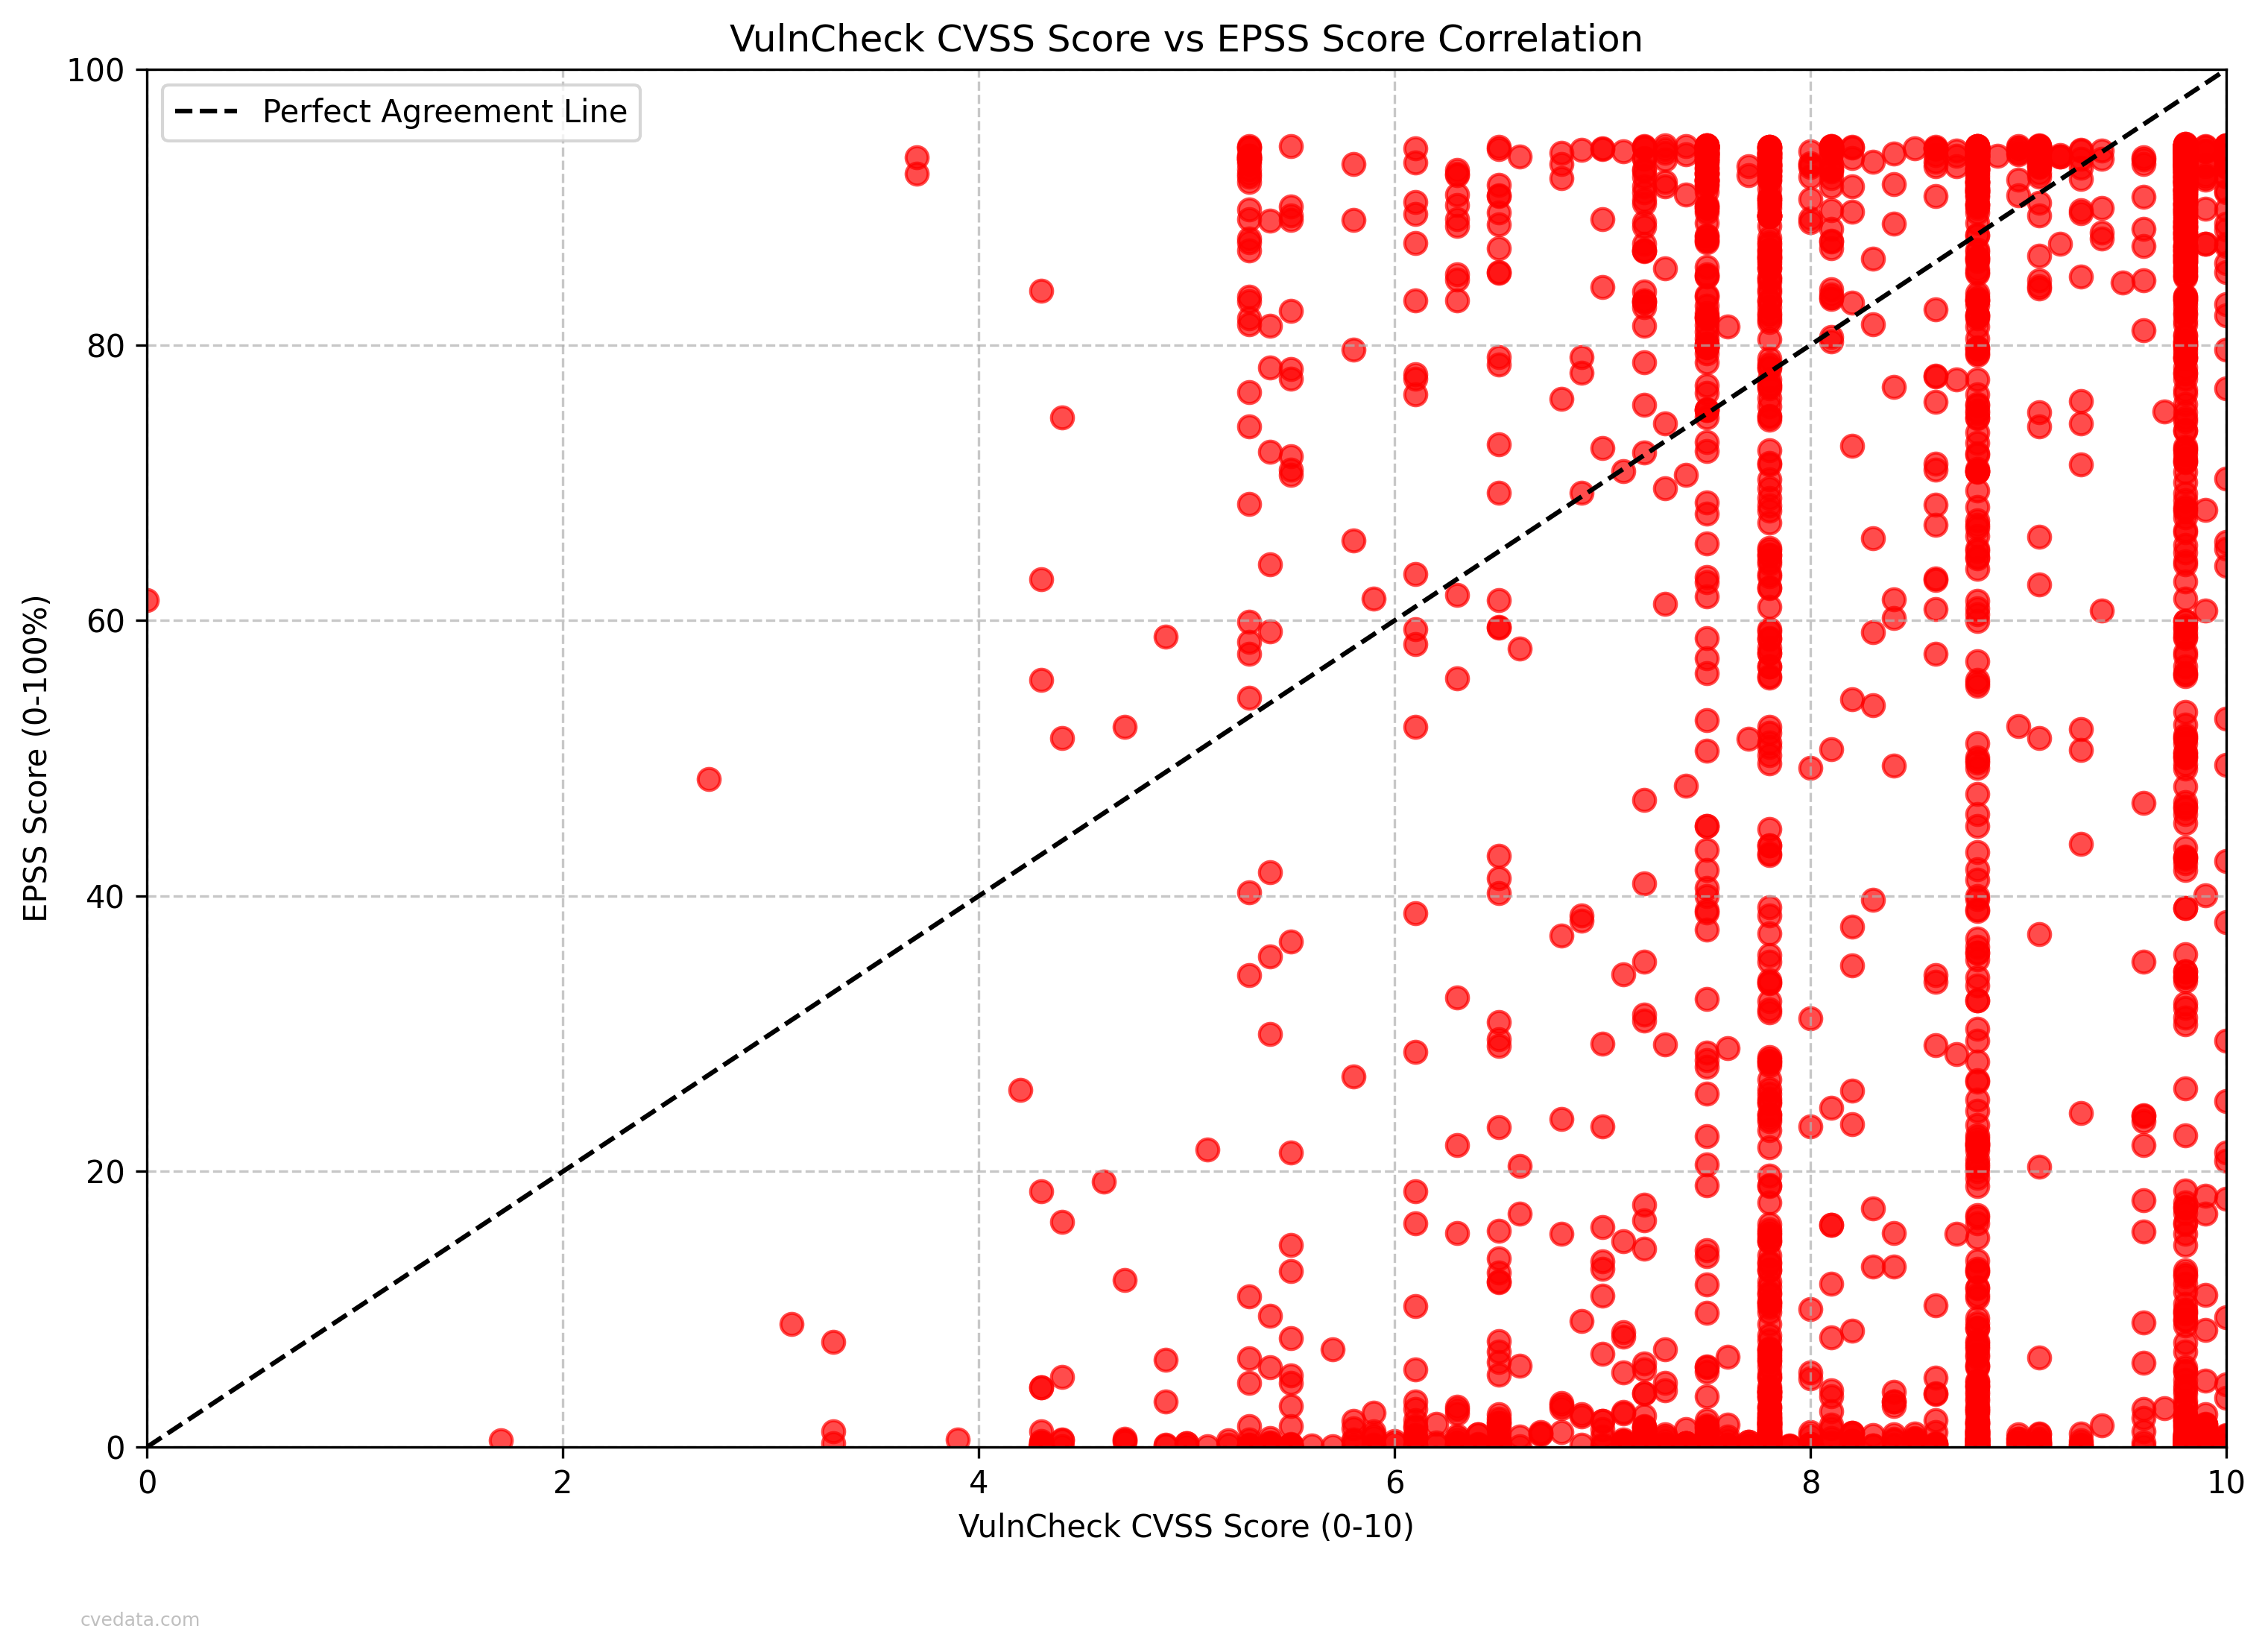 VulnCheck CVSS Score vs EPSS Score Correlation
100
Perfect Agreement Line
80
60
40
20
0
EPSS Score (0-100%)
0 2 4 6 8 10
VulnCheck CVSS Score (0-10)
cvedata.com